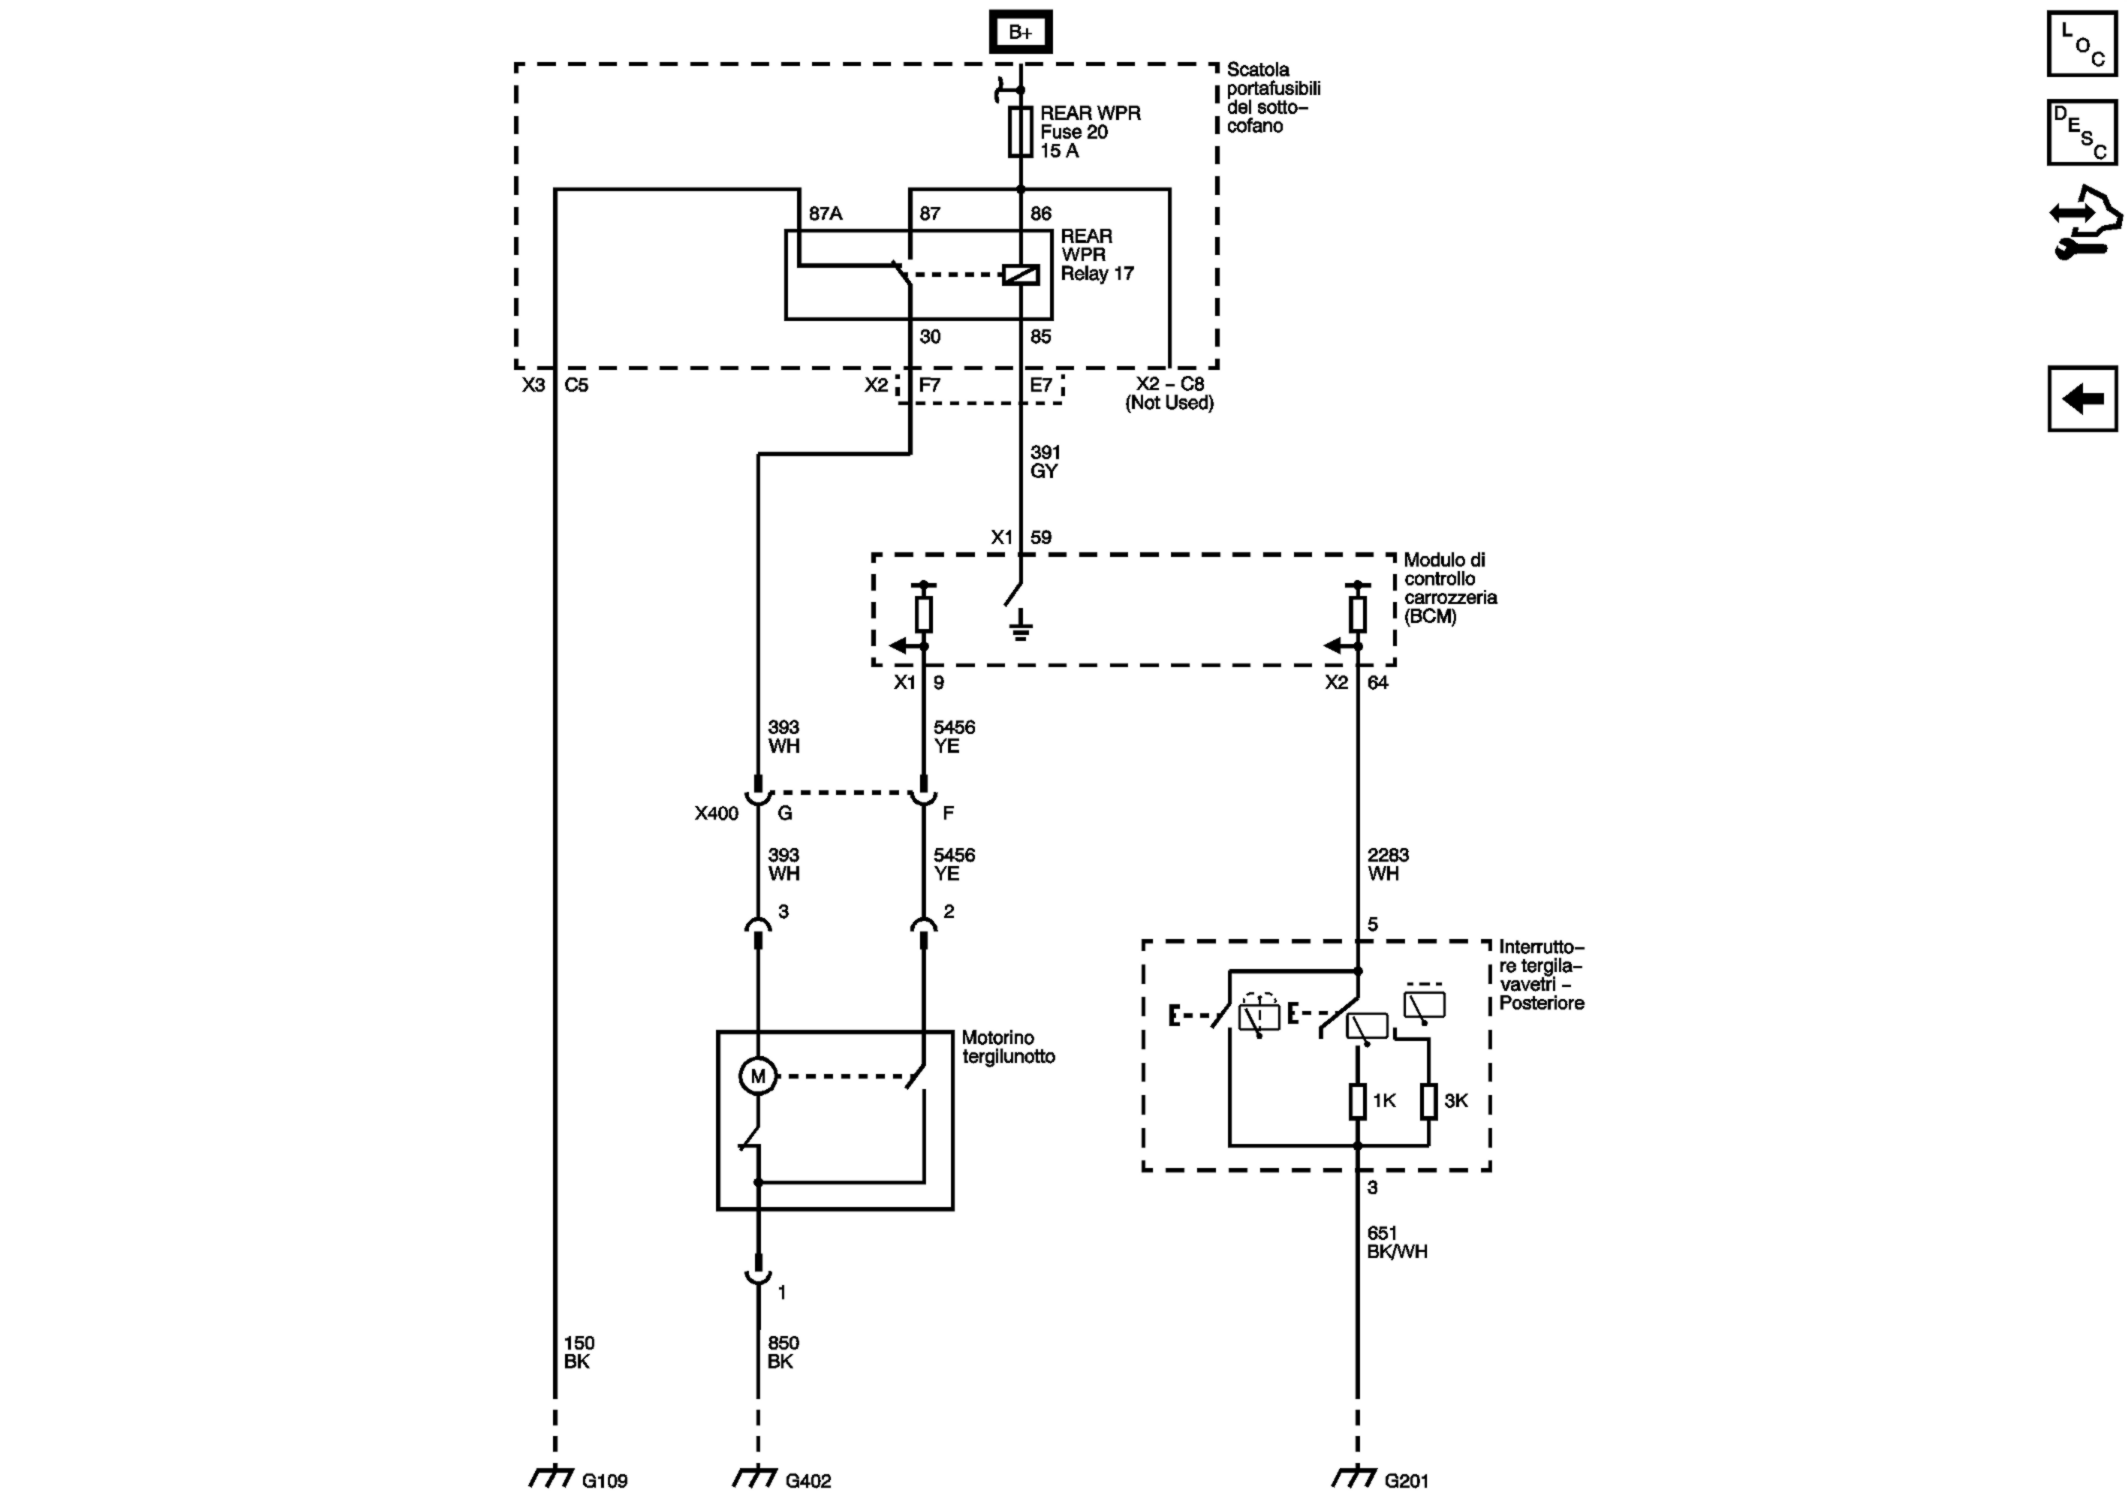 B+
L
O
C
D
E
S
C
Scatola
portafusibili
del sotto–
cofano
REAR WPR
Fuse 20
15 A
87A
87
86
REAR
WPR
Relay 17
30
85
X3
C5
X2
F7
E7
X2 – C8
(Not Used)
391
GY
X1
59
Modulo di
controllo
carrozzeria
(BCM)
X1
9
X2
64
393
WH
5456
YE
X400
G
F
393
WH
5456
YE
2283
WH
3
2
5
Interrutto–
re tergila–
vavetri –
Posteriore
E
E
Motorino
tergilunotto
M
1K
3K
3
651
BK/WH
1
150
BK
850
BK
G109
G402
G201